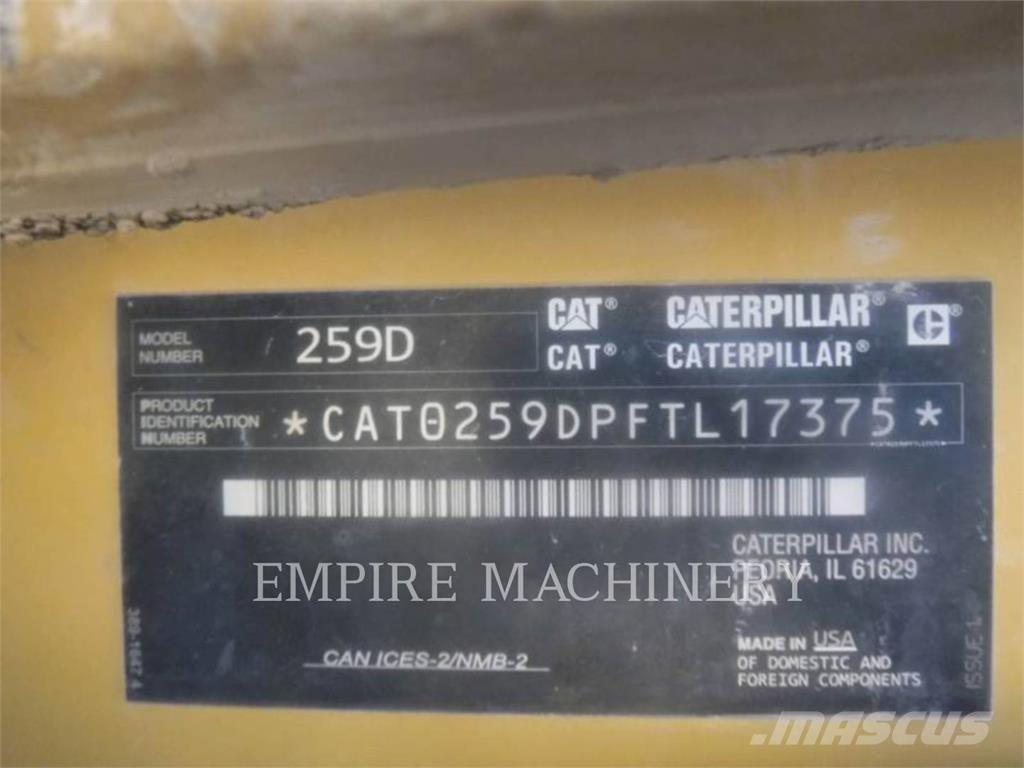 MODEL
NUMBER
259D
CAT® CATERPILLAR®
CAT® CATERPILLAR®
PRODUCT
IDENTIFICATION
NUMBER
*CAT0259DPFTL17375*
CATERPILLAR INC.
PEORIA, IL 61629
USA
EMPIRE MACHINERY
MADE IN USA
OF DOMESTIC AND
FOREIGN COMPONENTS
CAN ICES-2/NMB-2
ISSUE L
MASCUS